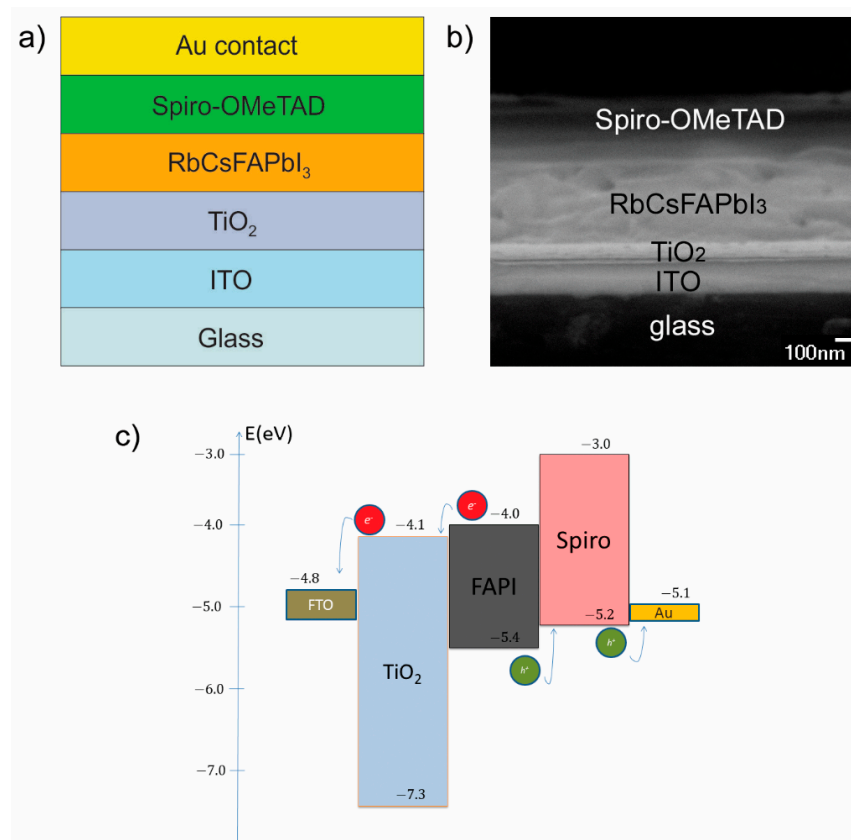 a)
Au contact
Spiro-OMeTAD
RbCsFAPbI₃
TiO₂
ITO
Glass
b)
Spiro-OMeTAD
RbCsFAPbI3
TiO2
ITO
glass
100nm
c)
E(eV)
−3.0
−4.0
−5.0
−6.0
−7.0
−4.8
FTO
e-
−4.1
TiO₂
−7.3
e-
−4.0
FAPI
−5.4
h+
−3.0
Spiro
−5.2
h+
−5.1
Au